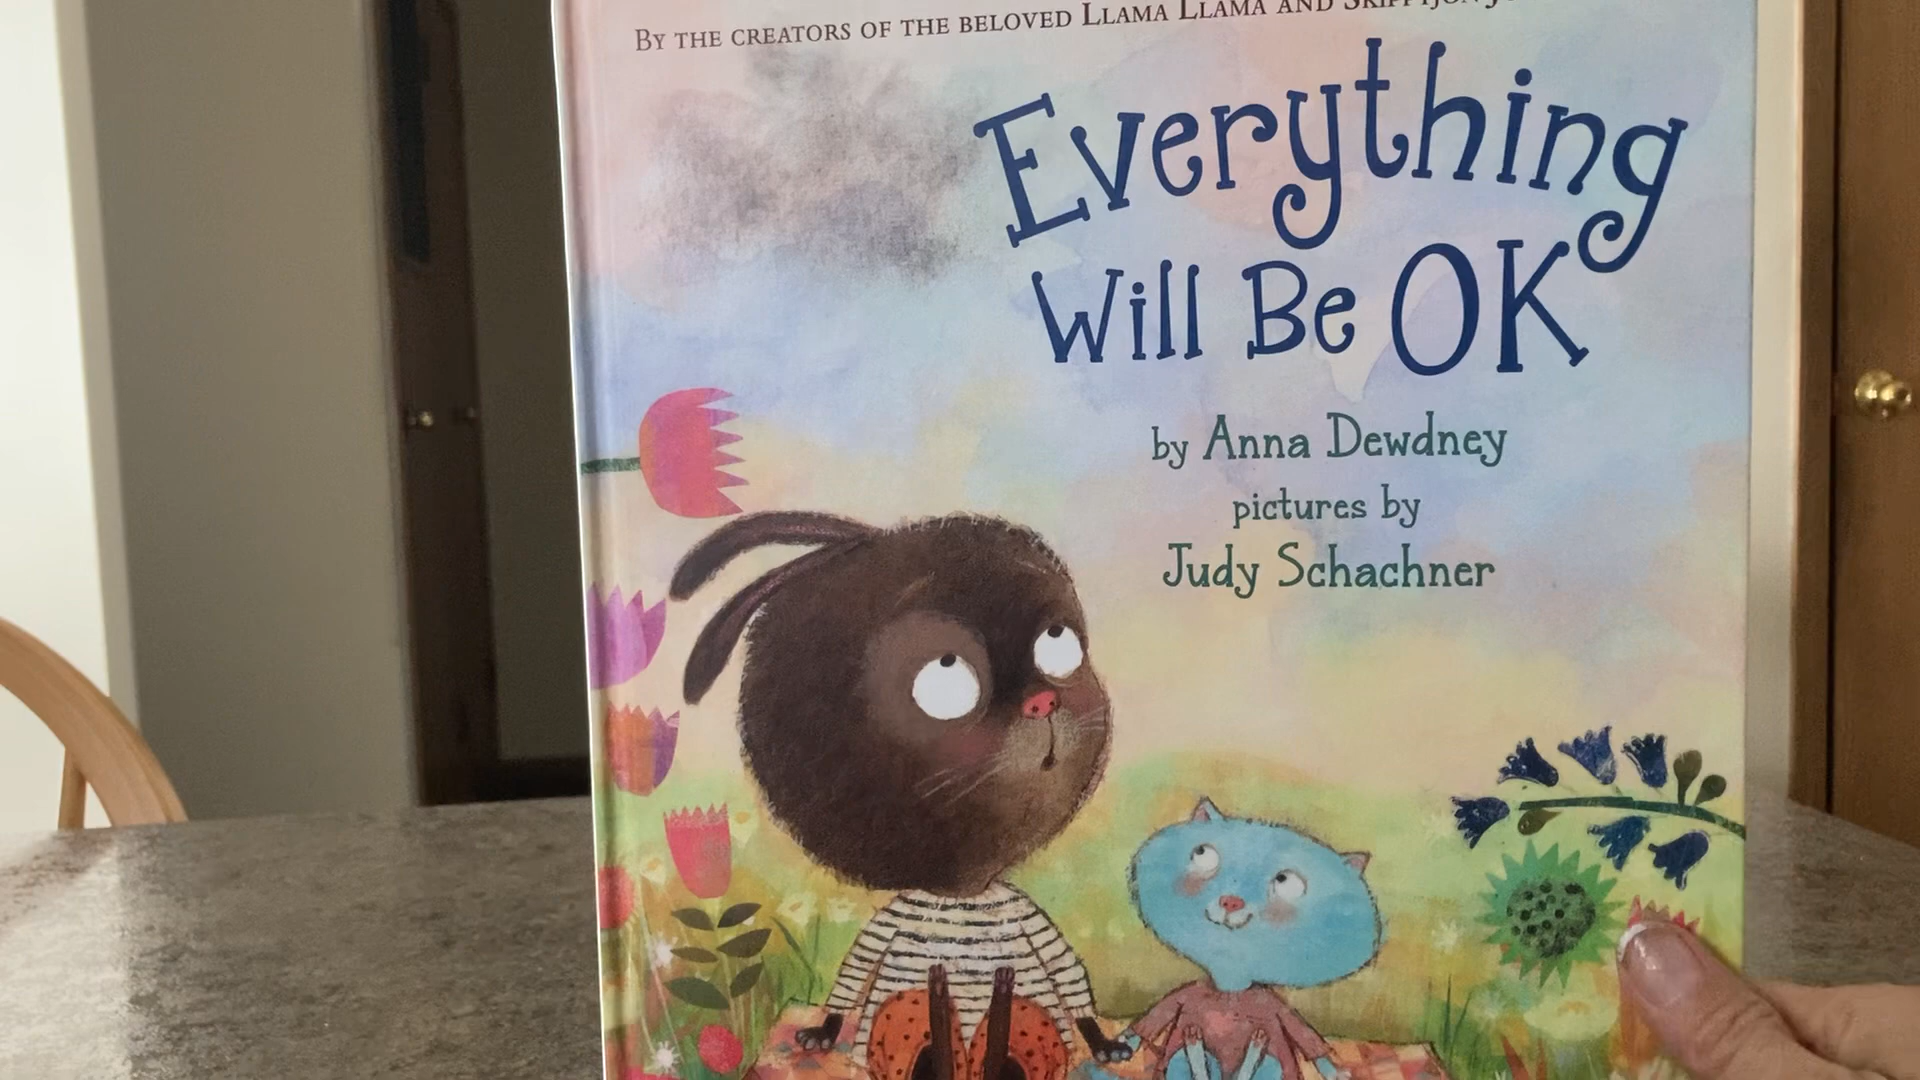 BY THE CREATORS OF THE BELOVED LLAMA LLAMA AND
Everything
Will Be OK
by Anna Dewdney
pictures by
Judy Schachner